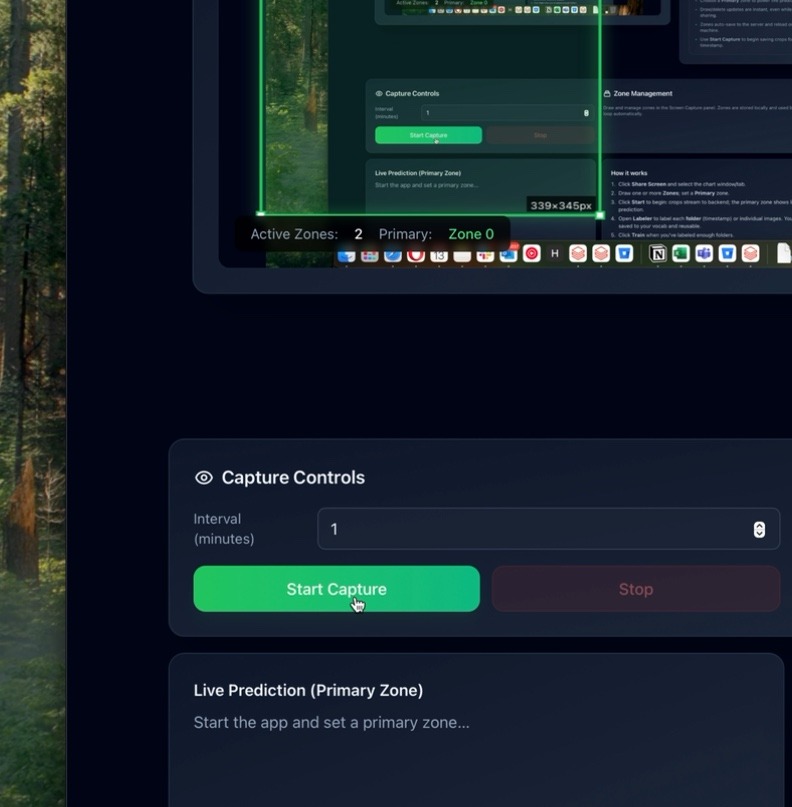 Active Zones: 2 Primary: Zone 0
Capture Controls
Interval
(minutes)
1
Start Capture
Stop
Live Prediction (Primary Zone)
Start the app and set a primary zone...
Zone Management
Draw and manage zones in the Screen Capture panel. Zones are stored locally and used
automatically.
How it works
1. Click Share Screen and select the chart window/tab.
2. Draw one or more Zones; set a Primary zone.
3. Click Start to begin: crops stream to backend; the primary zone shows
prediction.
4. Open Labeler to label each folder (timestamp) or individual images. You
saved to your vocab and reusable.
5. Click Train when you've labeled enough folders.
339×345px
Active Zones: 2 Primary: Zone 0
13
H
Capture Controls
Interval
(minutes)
1
Start Capture
Stop
Live Prediction (Primary Zone)
Start the app and set a primary zone...